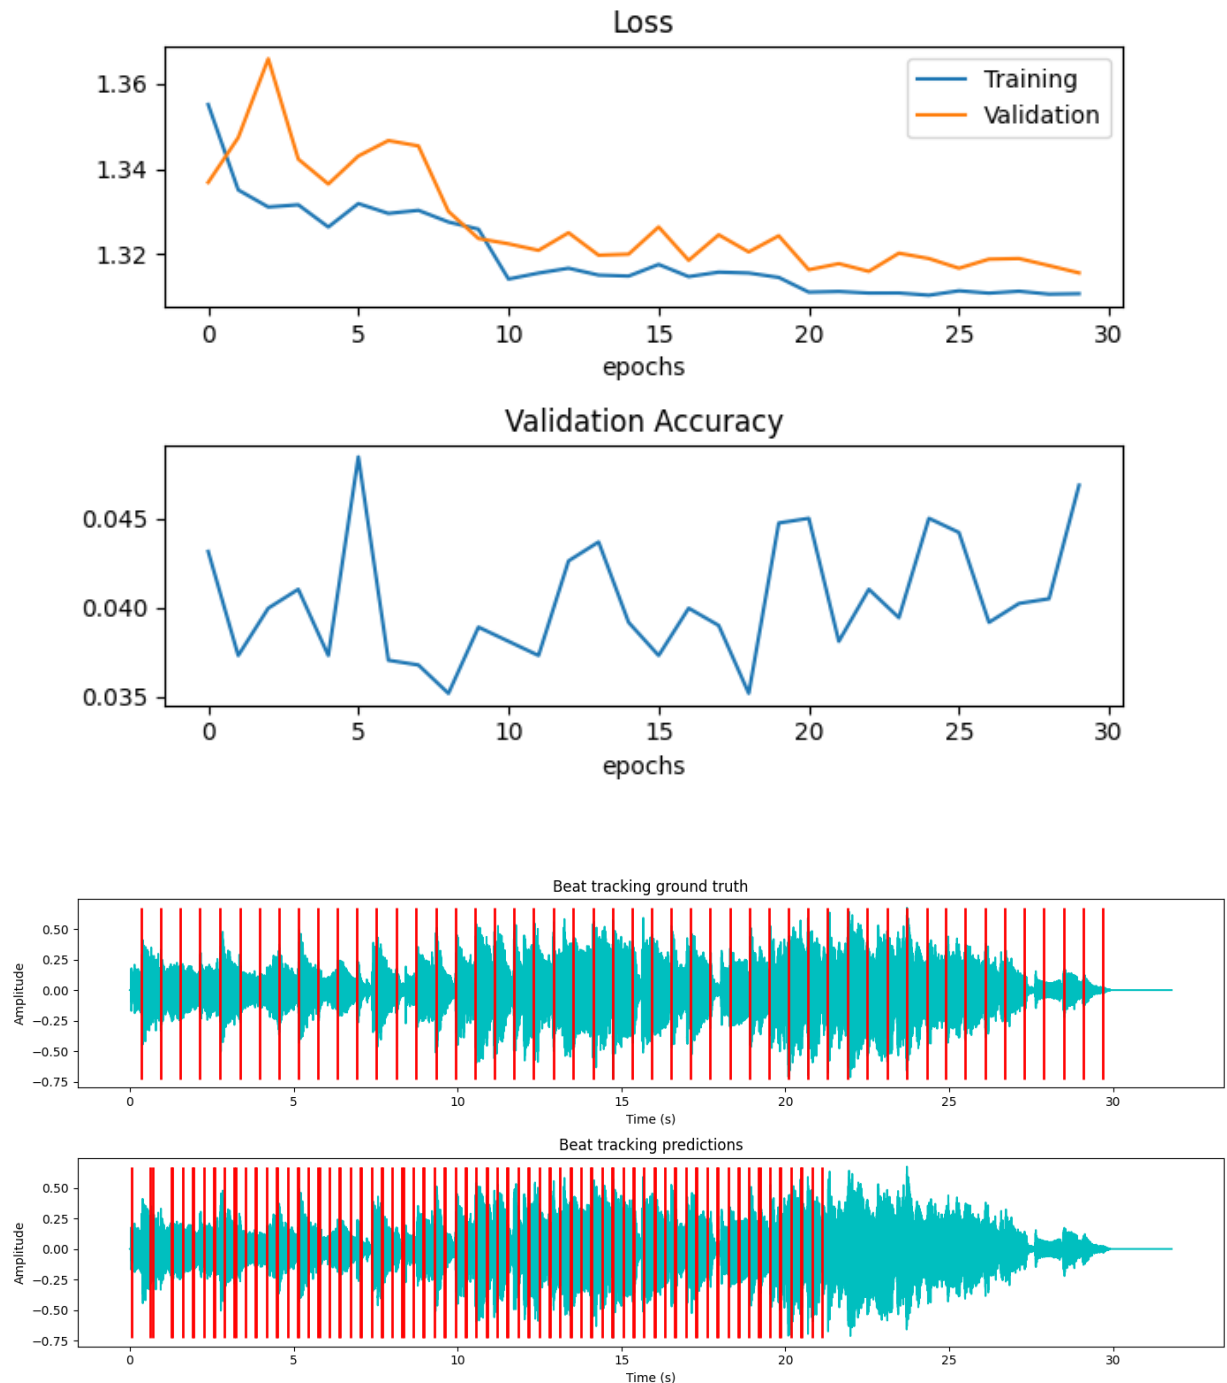 Loss
Training
Validation
1.36
1.34
1.32
0 5 10 15 20 25 30
epochs
Validation Accuracy
0.045
0.040
0.035
0 5 10 15 20 25 30
epochs
Beat tracking ground truth
Amplitude
0.50
0.25
0.00
−0.25
−0.50
−0.75
0 5 10 15 20 25 30
Time (s)
Beat tracking predictions
Amplitude
0.50
0.25
0.00
−0.25
−0.50
−0.75
0 5 10 15 20 25 30
Time (s)